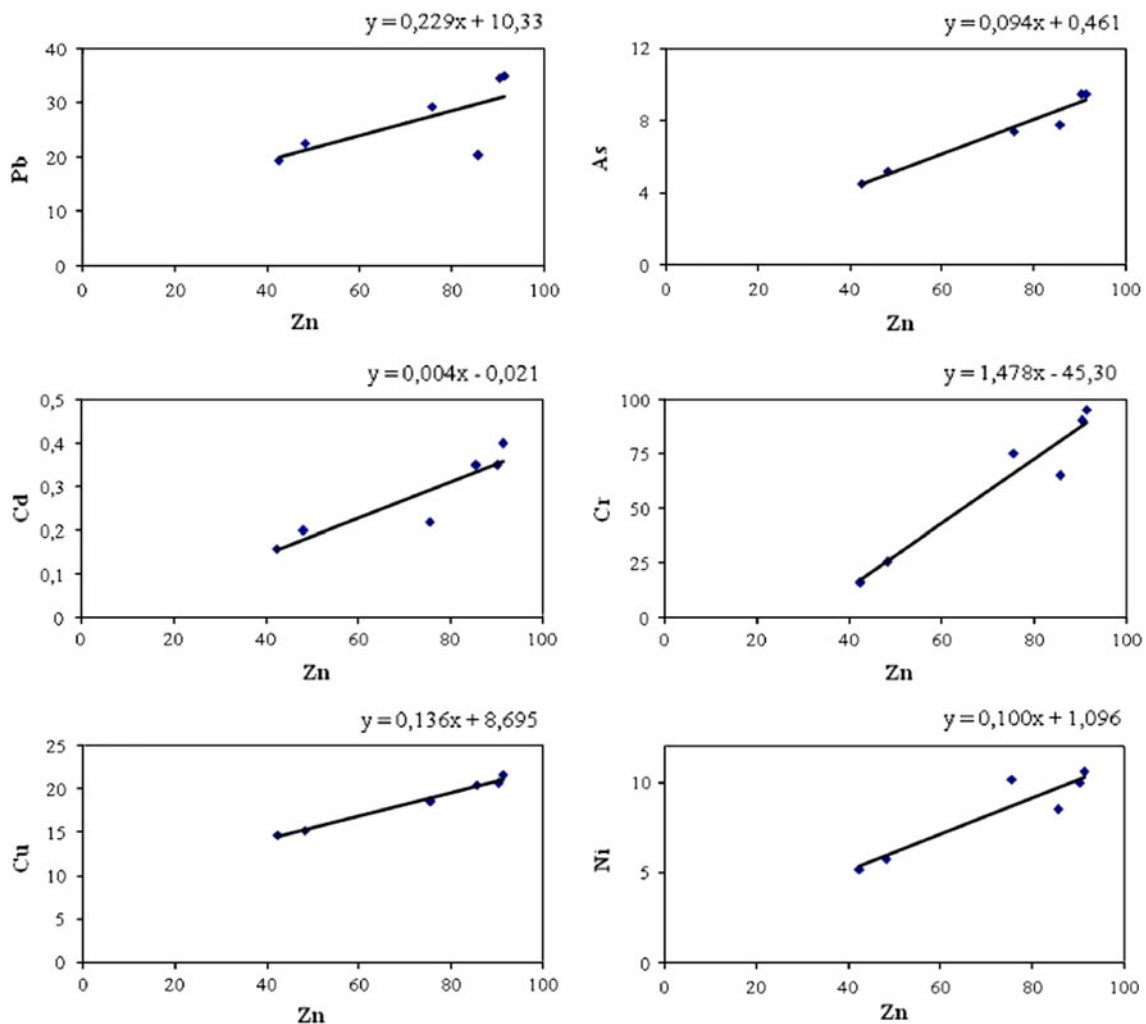 y = 0,229x + 10,33
40
30
20
10
0
Pb
0 20 40 60 80 100
Zn
y = 0,094x + 0,461
12
8
4
0
As
0 20 40 60 80 100
Zn
y = 0,004x - 0,021
0,5
0,4
0,3
0,2
0,1
0
Cd
0 20 40 60 80 100
Zn
y = 1,478x - 45,30
100
75
50
25
0
Cr
0 20 40 60 80 100
Zn
y = 0,136x + 8,695
25
20
15
10
5
0
Cu
0 20 40 60 80 100
Zn
y = 0,100x + 1,096
10
5
0
Ni
0 20 40 60 80 100
Zn